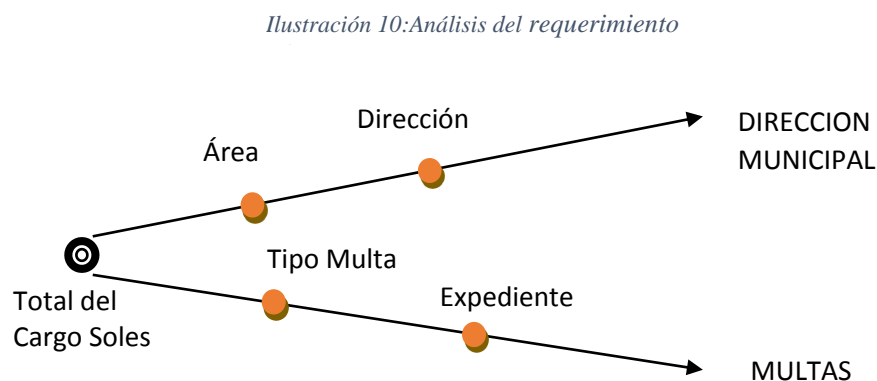 Ilustración 10:Análisis del requerimiento
Dirección
DIRECCION
MUNICIPAL
Área
Tipo Multa
Total del
Cargo Soles
Expediente
MULTAS